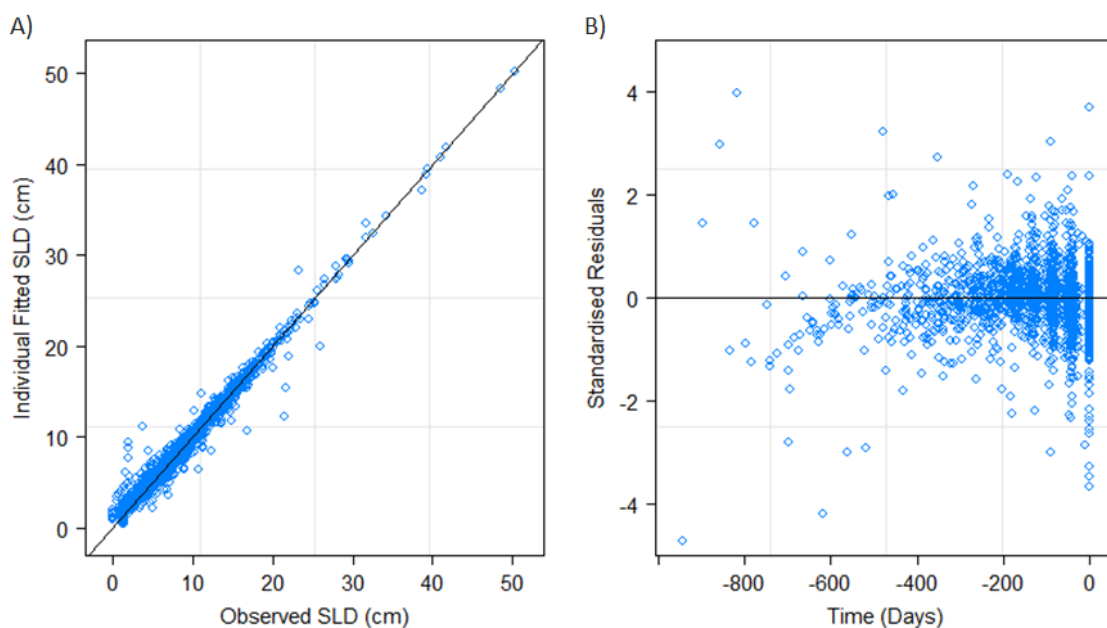 A)
B)
50
40
30
20
10
0
Individual Fitted SLD (cm)
0 10 20 30 40 50
Observed SLD (cm)
4
2
0
-2
-4
Standardised Residuals
-800 -600 -400 -200 0
Time (Days)